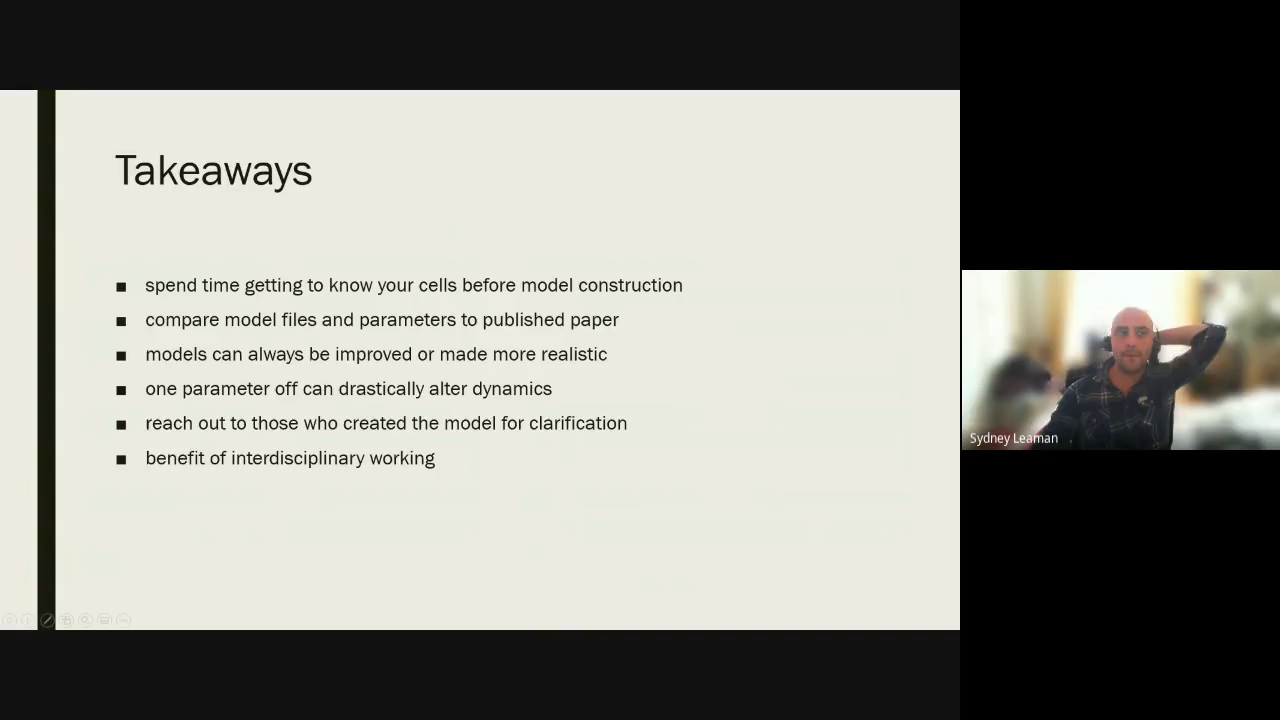 Takeaways
spend time getting to know your cells before model construction
compare model files and parameters to published paper
models can always be improved or made more realistic
one parameter off can drastically alter dynamics
reach out to those who created the model for clarification
benefit of interdisciplinary working
Sydney Leaman